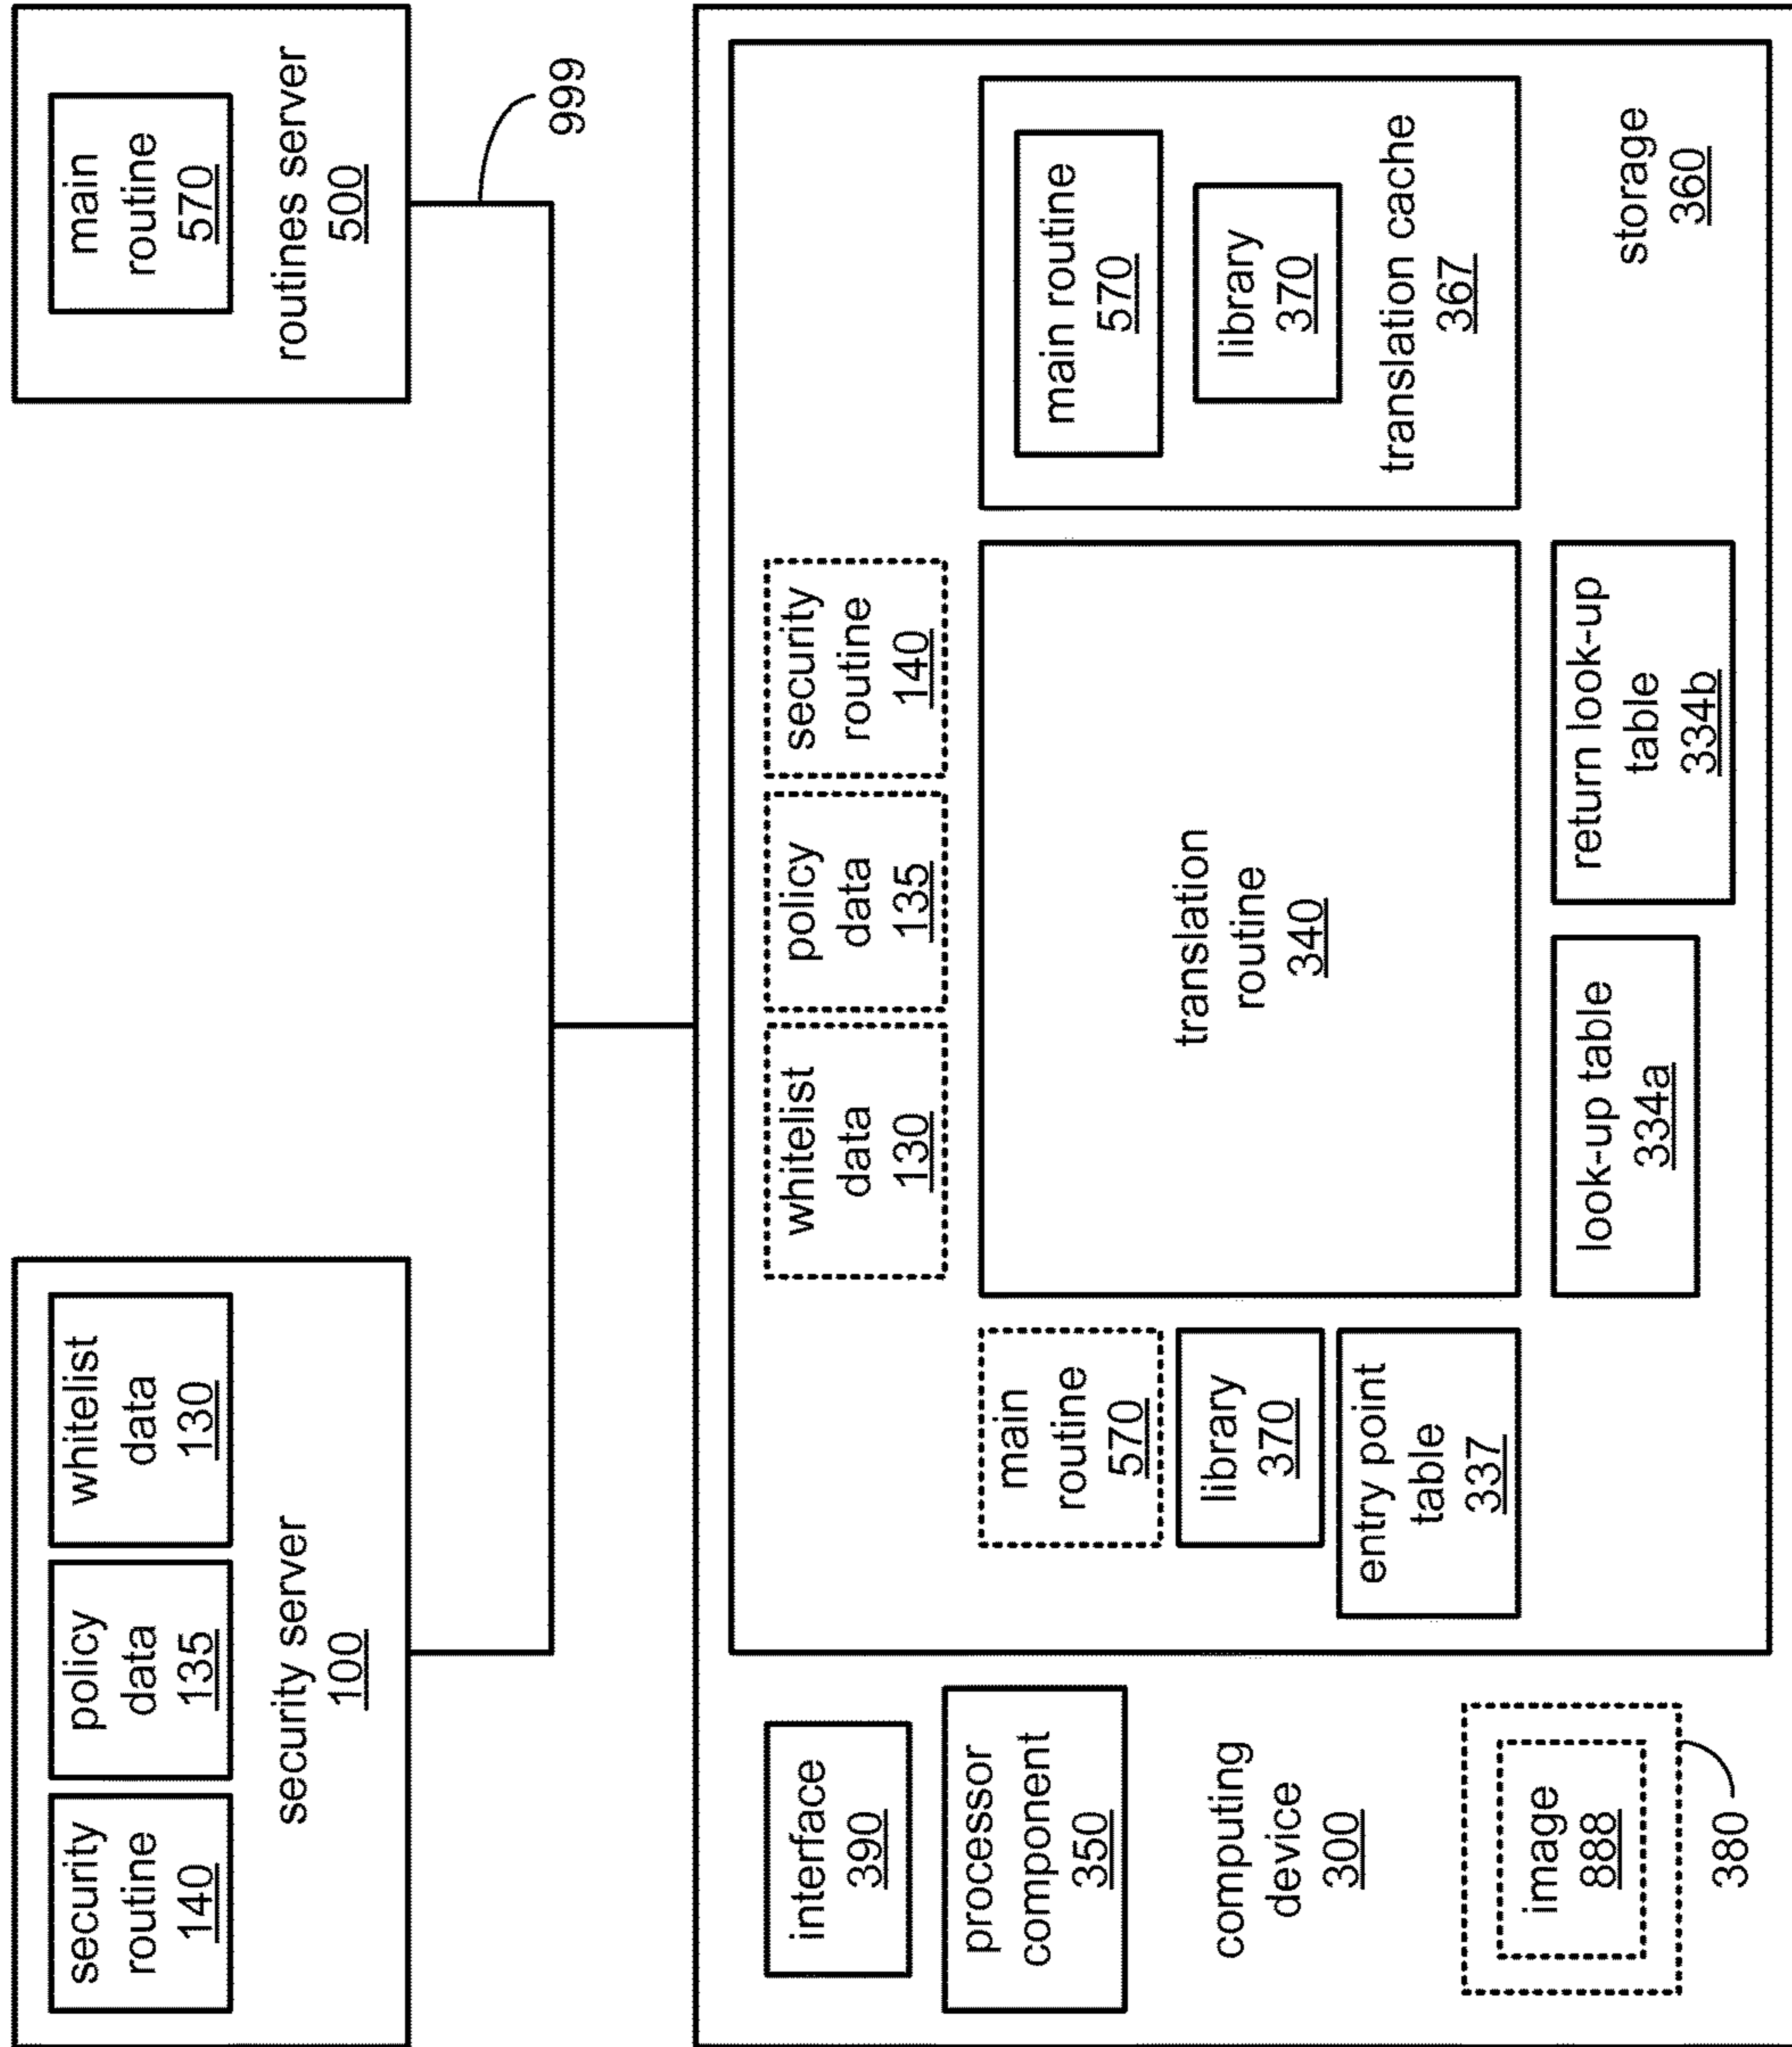 security
routine
140
policy
data
135
whitelist
data
130
security server
100
main
routine
570
routines server
500
999
interface
390
processor
component
350
computing
device
300
image
888
380
whitelist
data
130
policy
data
135
security
routine
140
main
routine
570
library
370
entry point
table
337
translation
routine
340
main routine
570
library
370
translation cache
367
look-up table
334a
return look-up
table
334b
storage
360